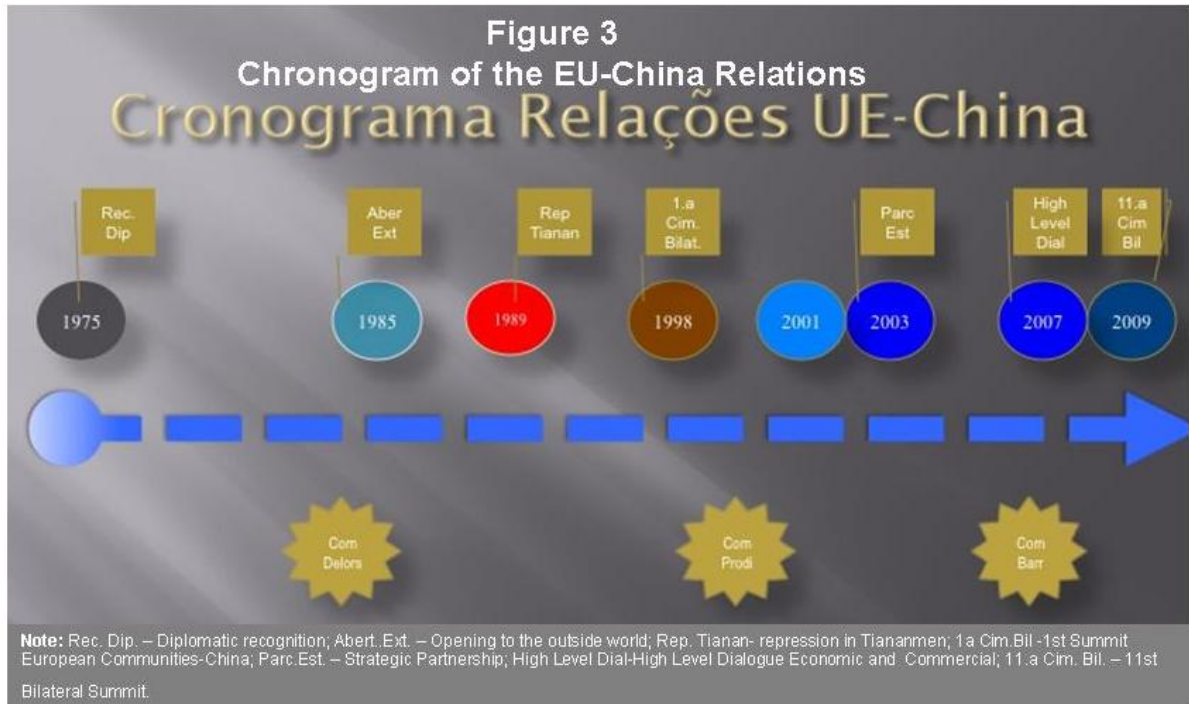 Figure 3
Chronogram of the EU-China Relations
Cronograma Relações UE-China
Rec.
Dip
Aber
Ext
Rep
Tianan
1.a
Cim.
Bilat.
Parc
Est
High
Level
Dial
11.a
Cim
Bil
1975
1985
1989
1998
2001
2003
2007
2009
Com
Delors
Com
Prodi
Com
Barr
Note: Rec. Dip. – Diplomatic recognition; Abert..Ext. – Opening to the outside world; Rep. Tianan- repression in Tiananmen; 1a Cim.Bil -1st Summit
European Communities-China; Parc.Est. – Strategic Partnership; High Level Dial-High Level Dialogue Economic and Commercial; 11.a Cim. Bil. – 11st
Bilateral Summit.